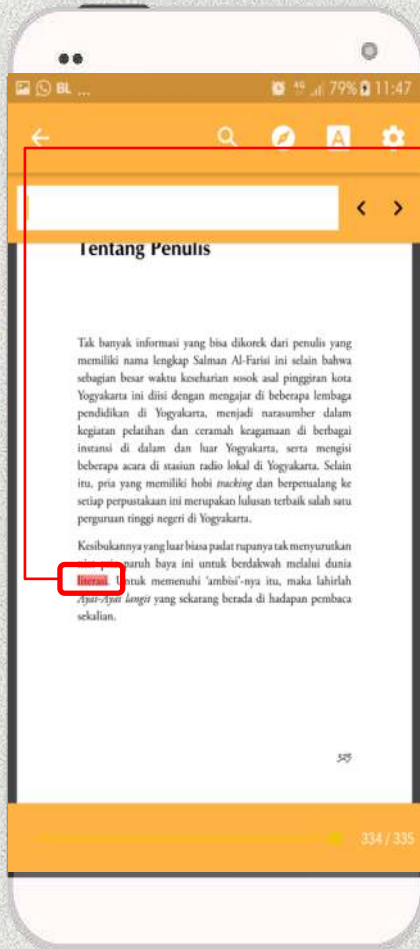 BL ...
4G 79% 11:47
A
Tentang Penulis
Tak banyak informasi yang bisa dikorek dari penulis yang
memiliki nama lengkap Salman Al-Farisi ini selain bahwa
sebagian besar waktu keseharian sosok asal pinggiran kota
Yogyakarta ini diisi dengan mengajar di beberapa lembaga
pendidikan di Yogyakarta, menjadi narasumber dalam
kegiatan pelatihan dan ceramah keagamaan di berbagai
instansi di dalam dan luar Yogyakarta, serta mengisi
beberapa acara di stasiun radio lokal di Yogyakarta. Selain
itu, pria yang memiliki hobi tracking dan berpetualang ke
setiap perpustakaan ini merupakan lulusan terbaik salah satu
perguruan tinggi negeri di Yogyakarta.
Kesibukannya yang luar biasa padat rupanya tak menyurutkan
paruh baya ini untuk berdakwah melalui dunia
literasi. Untuk memenuhi 'ambisi'-nya itu, maka lahirlah
Ayat-Ayat langit yang sekarang berada di hadapan pembaca
sekalian.
325
334 / 335